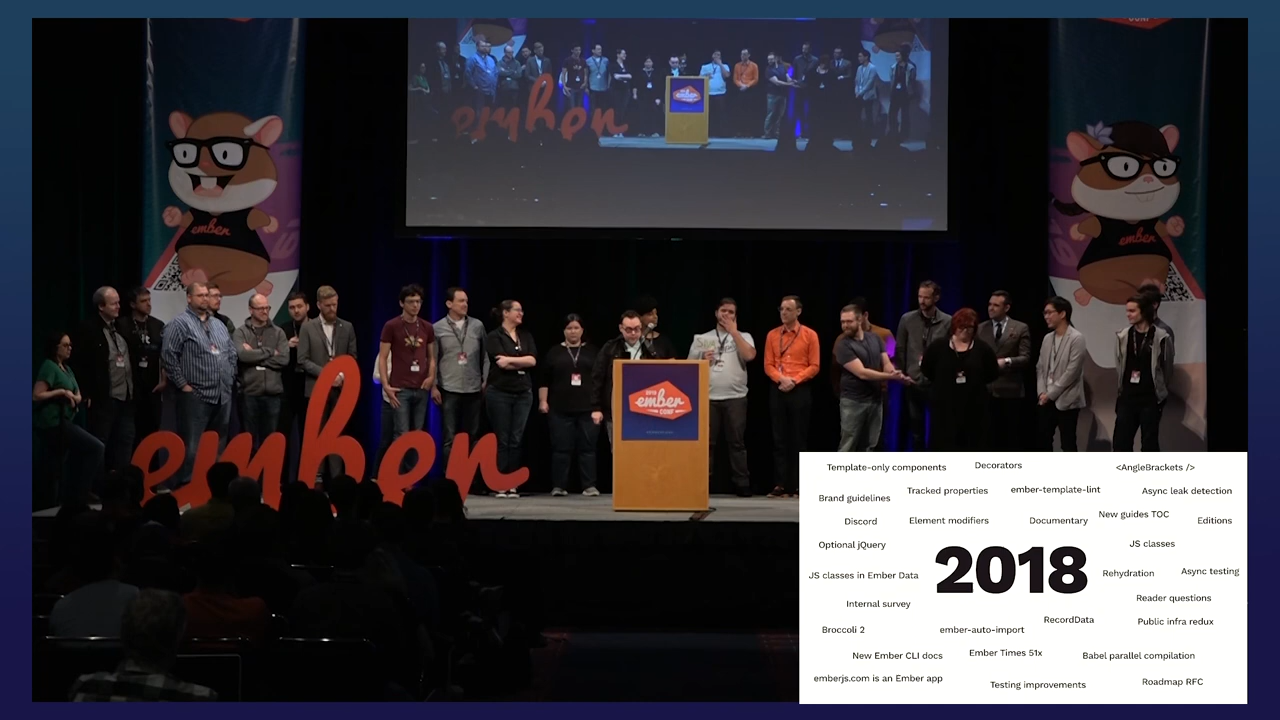 ember
ember
ember
ember
CONF
ember
Template-only components
Decorators
<AngleBrackets />
Brand guidelines
Tracked properties
ember-template-lint
Async leak detection
Discord
Element modifiers
Documentary
New guides TOC
Editions
Optional jQuery
JS classes
JS classes in Ember Data
2018
Rehydration
Async testing
Internal survey
Reader questions
Broccoli 2
ember-auto-import
RecordData
Public infra redux
New Ember CLI docs
Ember Times 51x
Babel parallel compilation
emberjs.com is an Ember app
Testing improvements
Roadmap RFC